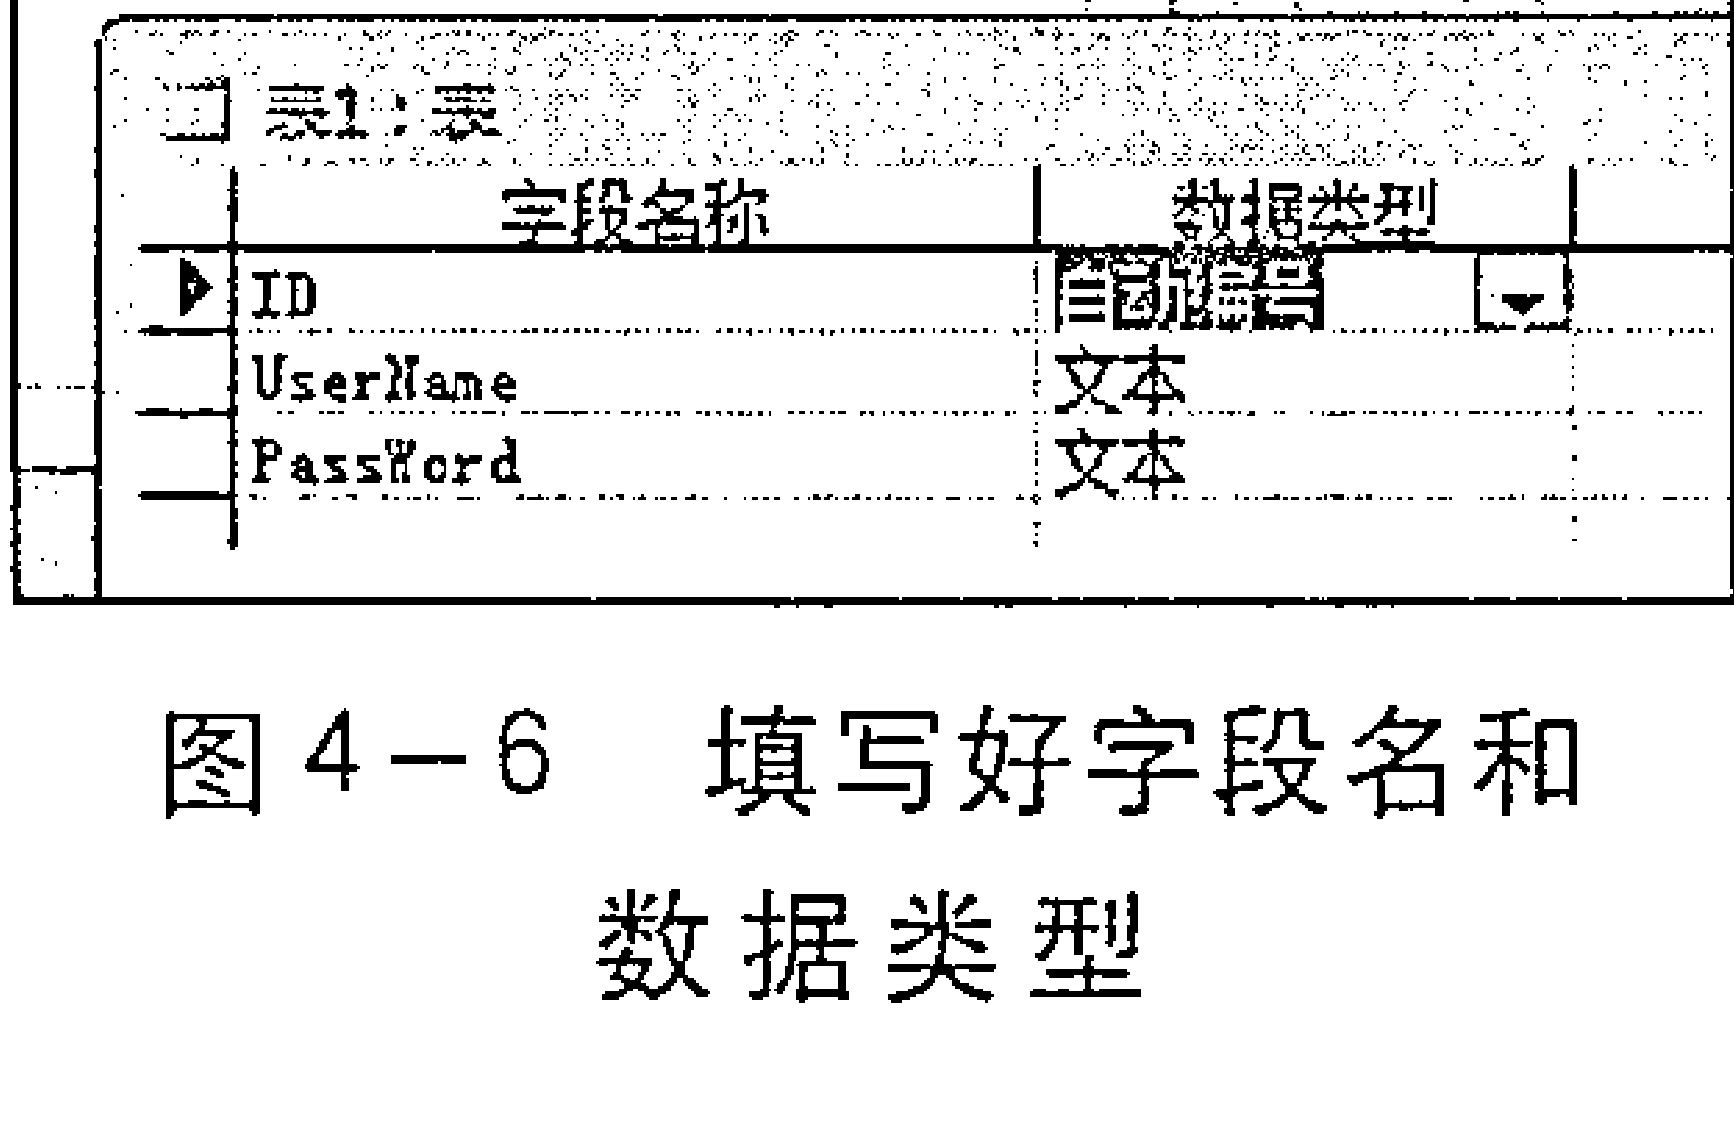 表1：表
字段名称 数据类型
ID 自动编号
UserName 文本
PassWord 文本
图4－6 填写好字段名和
数据类型